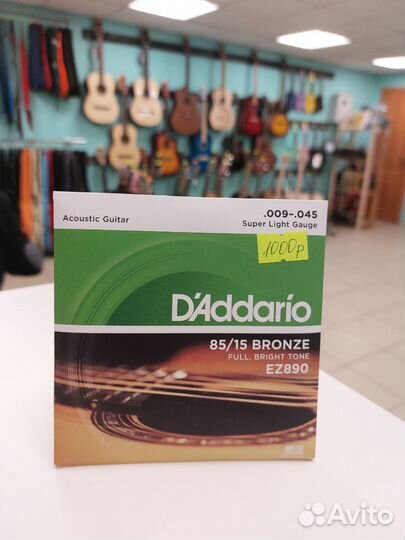 Acoustic Guitar
.009-.045
Super Light Gauge
1000р
D'Addario
85/15 BRONZE
FULL, BRIGHT TONE
EZ890
Avito